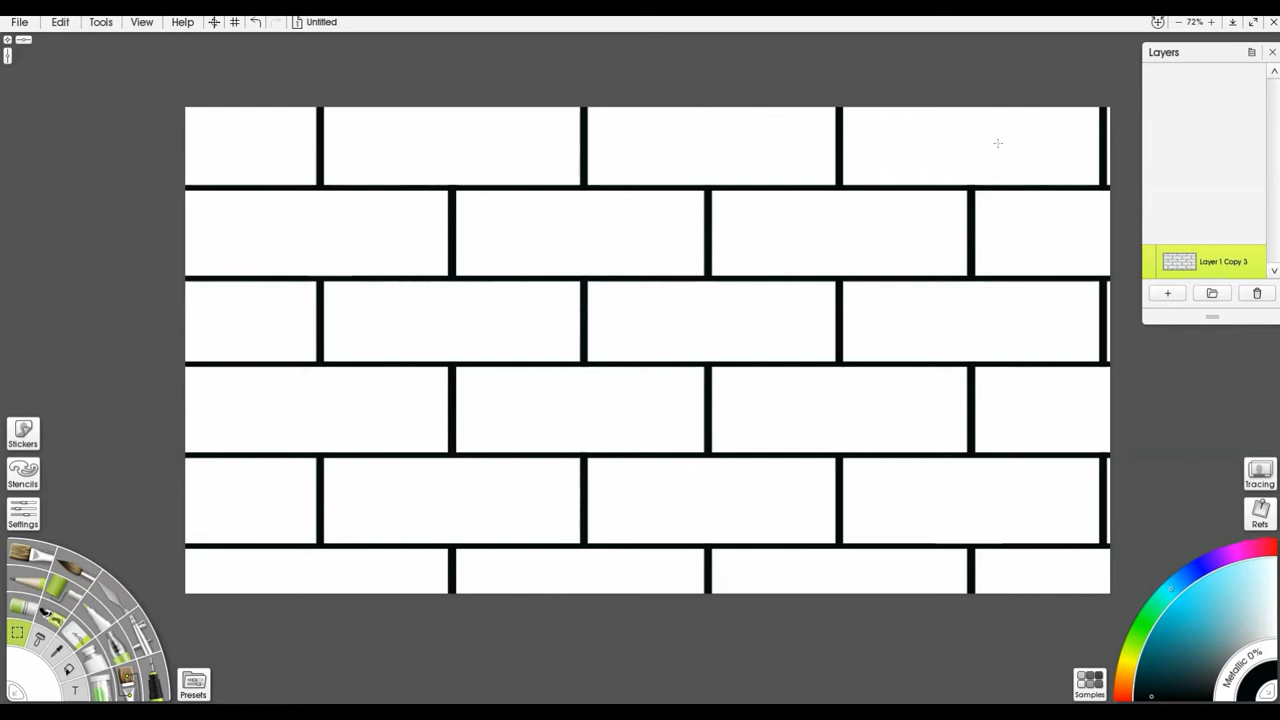 File Edit Tools View Help Untitled 72%
Layers
Layer 1 Copy 3
Stickers
Stencils
Settings
Tracing
Refs
Metallic 0%
T
Presets
Samples